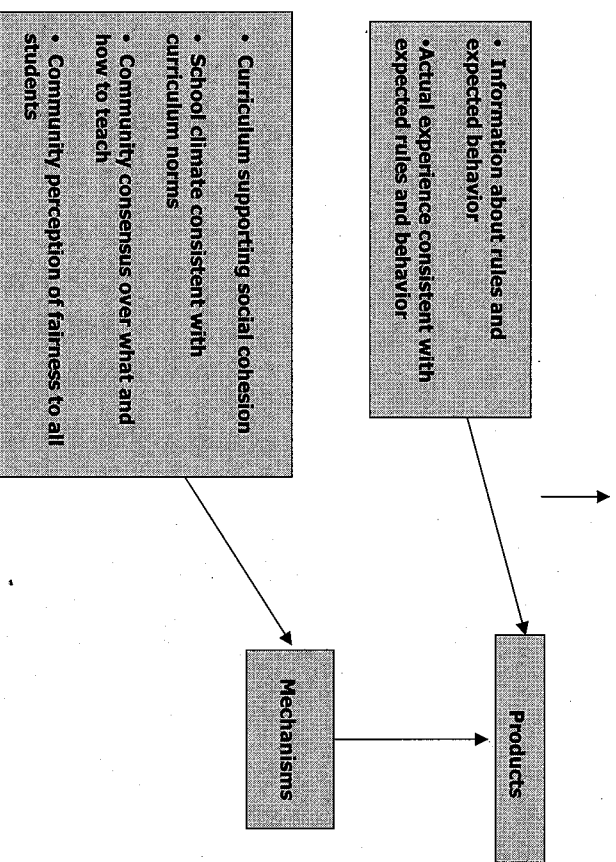 • Information about rules and
expected behavior
•Actual experience consistent with
expected rules and behavior
Products
• Curriculum supporting social cohesion
• School climate consistent with
curriculum norms
• Community consensus over what and
how to teach
• Community perception of fairness to all
students
Mechanisms